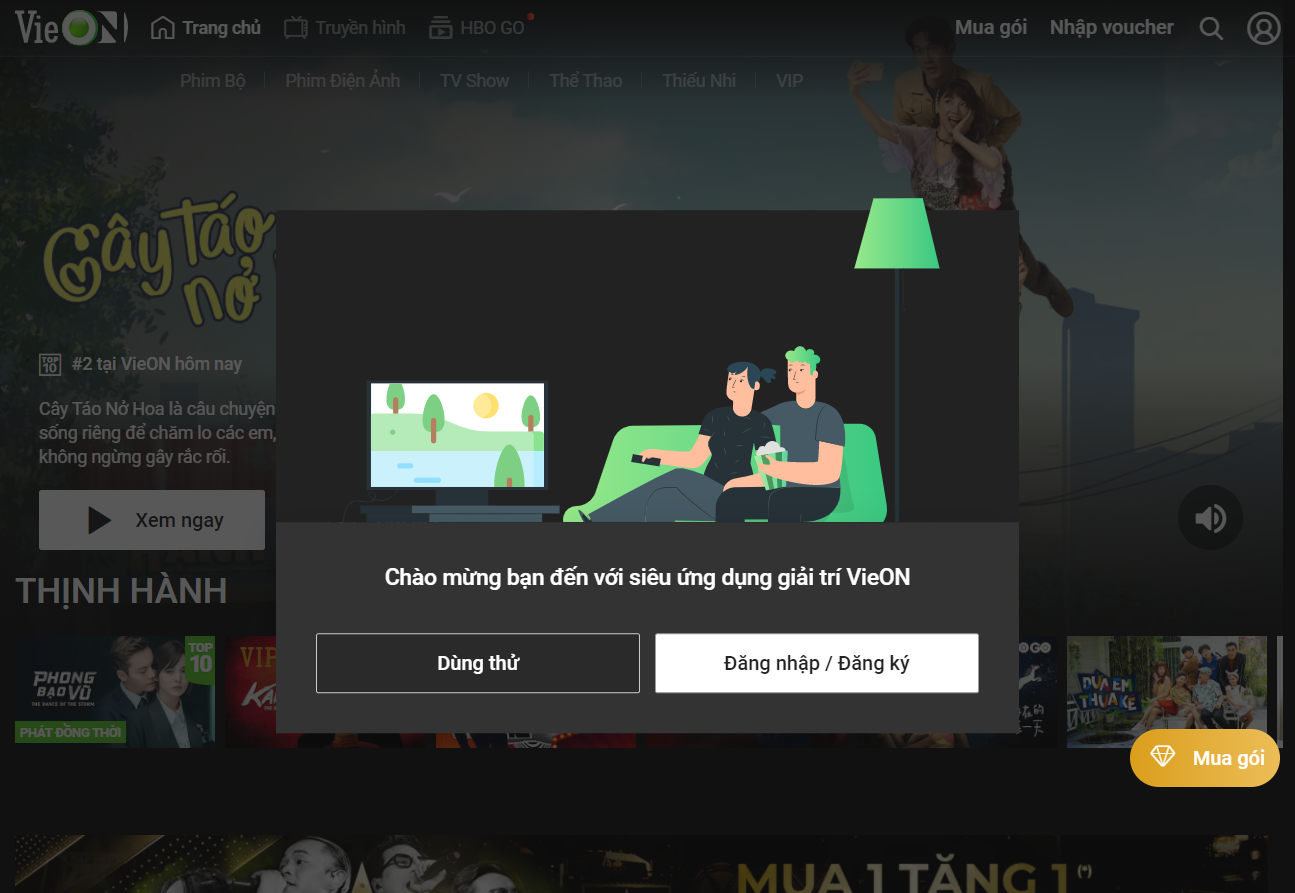 VieON
Trang chủ
Truyền hình
HBO GO
Mua gói
Nhập voucher
Phim Bộ
Phim Điện Ảnh
TV Show
Thể Thao
Thiếu Nhi
VIP
Cây táo
nở
TOP
10
#2 tại VieON hôm nay
Cây Táo Nở Hoa là câu chuyện
sống riêng để chăm lo các em,
không ngừng gây rắc rối.
Xem ngay
Chào mừng bạn đến với siêu ứng dụng giải trí VieON
Dùng thử
Đăng nhập / Đăng ký
THỊNH HÀNH
PHONG
BẠO VŨ
THE DANCE OF THE STORM
TOP
10
PHÁT ĐỒNG THỜI
VIP
DƯA EM
THUA KE
Mua gói
MUA 1 TẶNG 1(*)